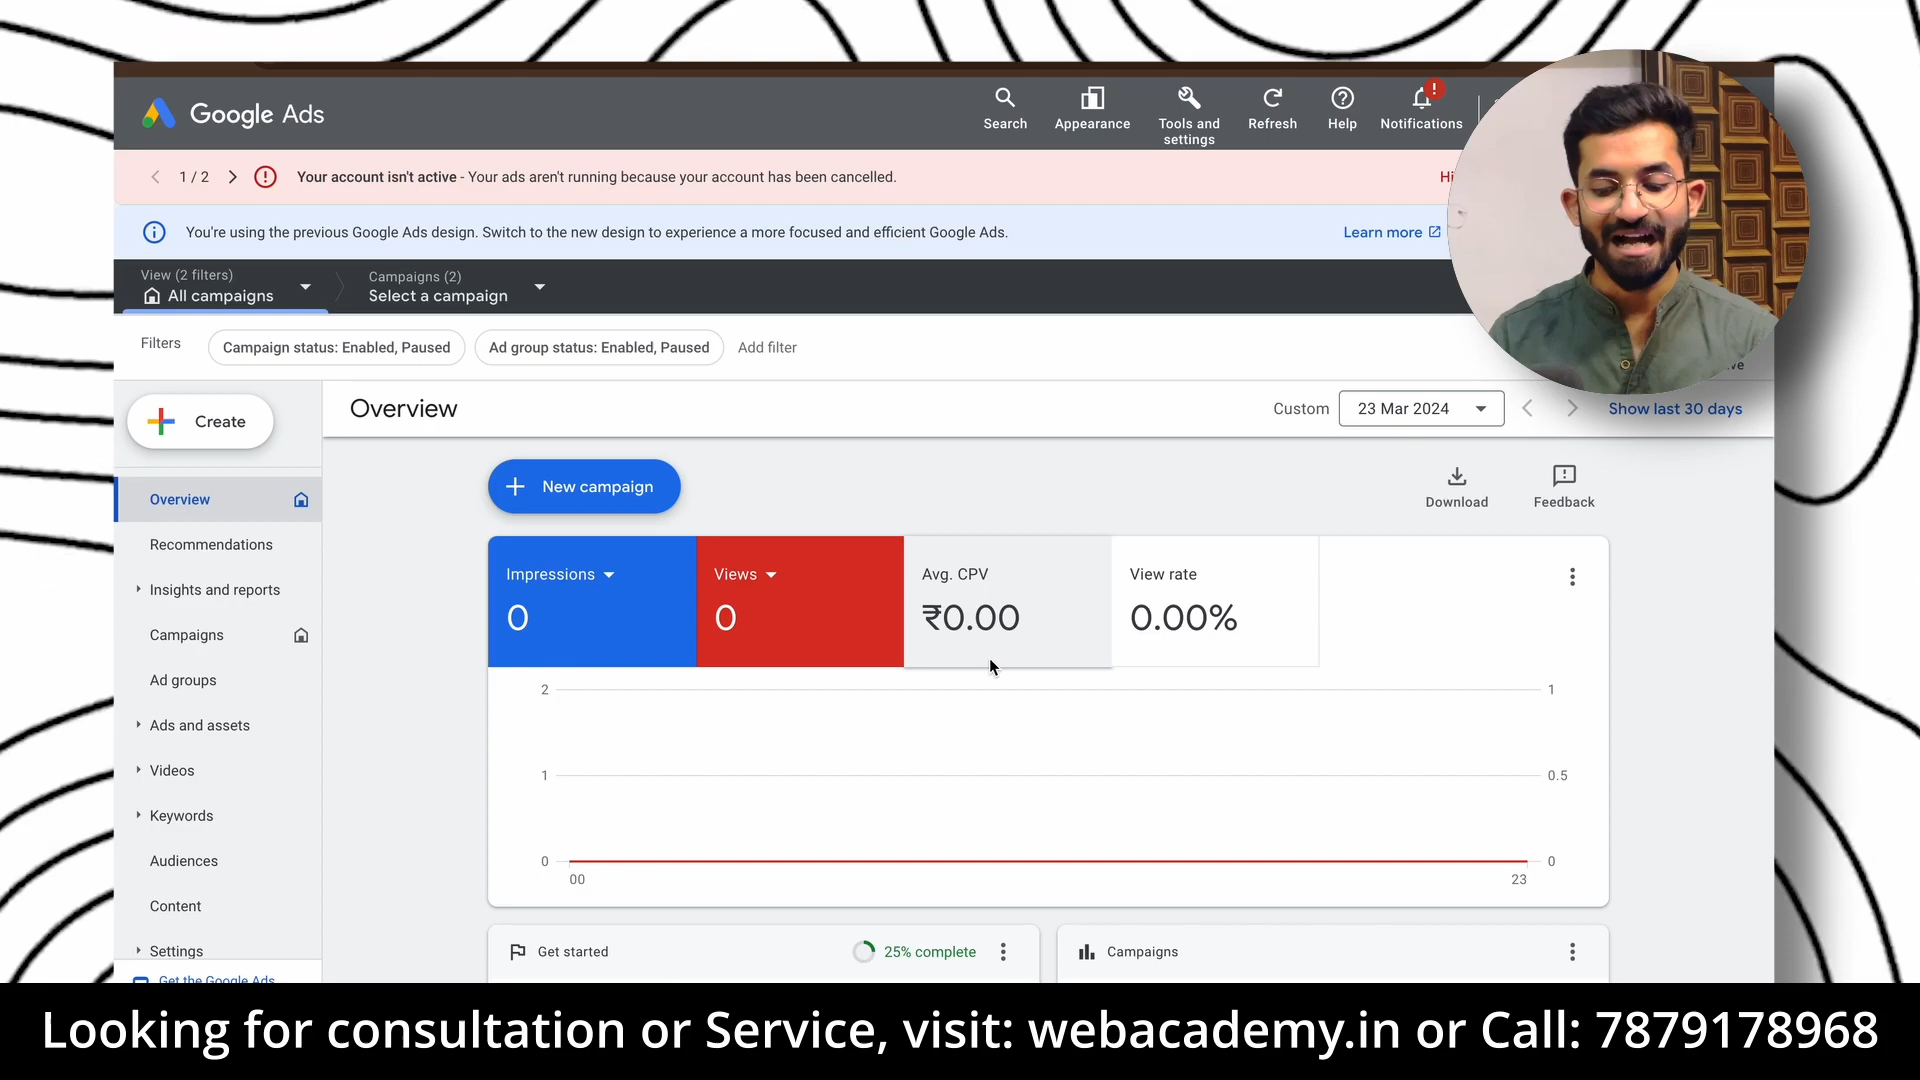 Google Ads
Search
Appearance
Tools and
settings
Refresh
Help
!
Notifications
1 / 2
Your account isn't active - Your ads aren't running because your account has been cancelled.
You're using the previous Google Ads design. Switch to the new design to experience a more focused and efficient Google Ads.
Learn more
View (2 filters)
All campaigns
Campaigns (2)
Select a campaign
Filters
Campaign status: Enabled, Paused
Ad group status: Enabled, Paused
Add filter
Create
Overview
Custom
23 Mar 2024
Show last 30 days
Overview
Recommendations
Insights and reports
Campaigns
Ad groups
Ads and assets
Videos
Keywords
Audiences
Content
Settings
Get the Google Ads
New campaign
Download
Feedback
Impressions
0
Views
0
Avg. CPV
₹0.00
View rate
0.00%
2
1
1
0.5
0
0
00
23
Get started
25% complete
Campaigns
Looking for consultation or Service, visit: webacademy.in or Call: 7879178968